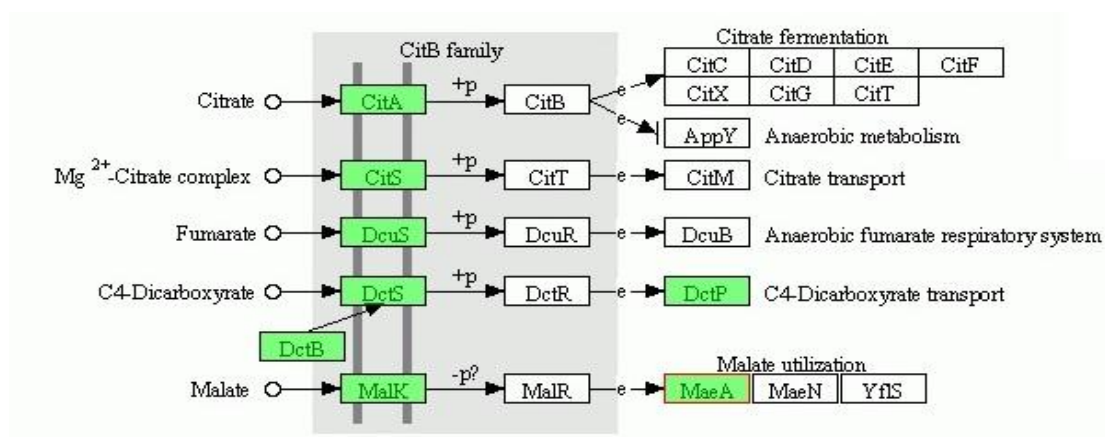 CitB family
Citrate fermentation
CitC CitD CitE CitF
Citrate CitA +p CitB e CitX CitG CitT
e AppY Anaerobic metabolism
Mg 2+-Citrate complex CitS +p CitT e CitM Citrate transport
Fumarate DcuS +p DcuR e DcuB Anaerobic fumarate respiratory system
C4-Dicarboxyrate DctS +p DctR e DctP C4-Dicarboxyrate transport
DctB
Malate utilization
Malate MalK -p? MalR e MaeA MaeN YflS